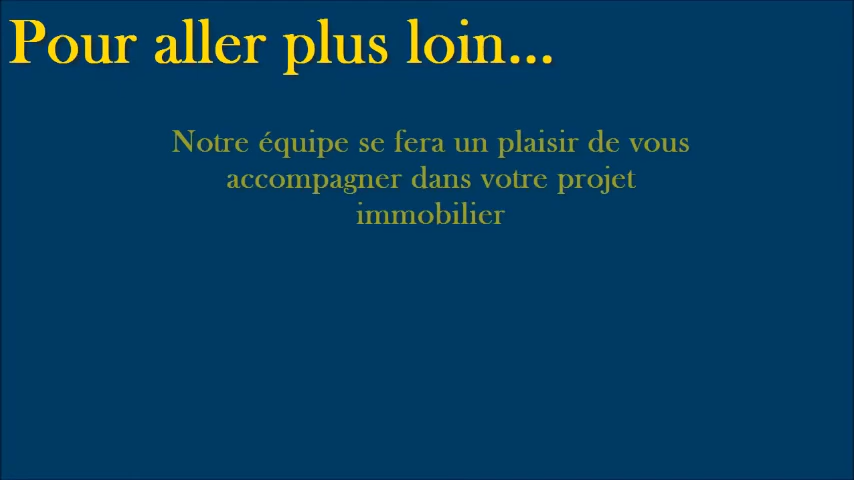 Pour aller plus loin...
Notre équipe se fera un plaisir de vous
accompagner dans votre projet
immobilier